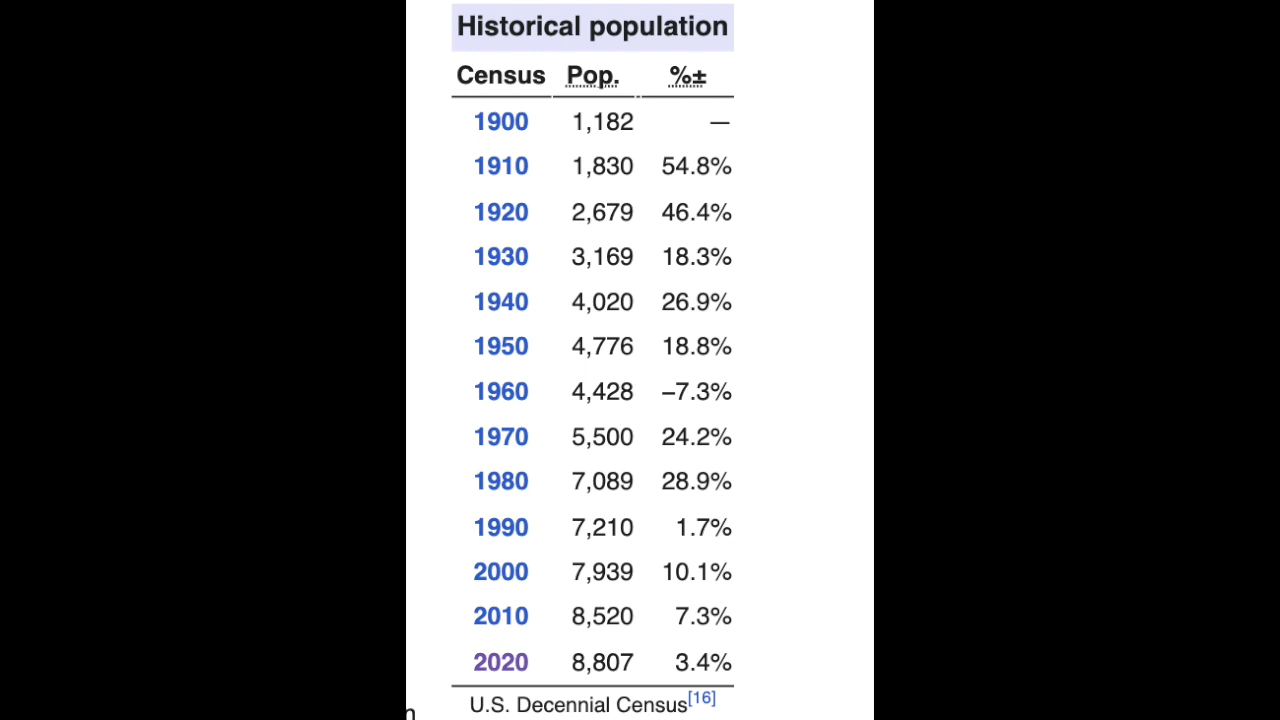 Historical population
Census Pop. %±
1900 1,182 —
1910 1,830 54.8%
1920 2,679 46.4%
1930 3,169 18.3%
1940 4,020 26.9%
1950 4,776 18.8%
1960 4,428 –7.3%
1970 5,500 24.2%
1980 7,089 28.9%
1990 7,210 1.7%
2000 7,939 10.1%
2010 8,520 7.3%
2020 8,807 3.4%
U.S. Decennial Census[16]